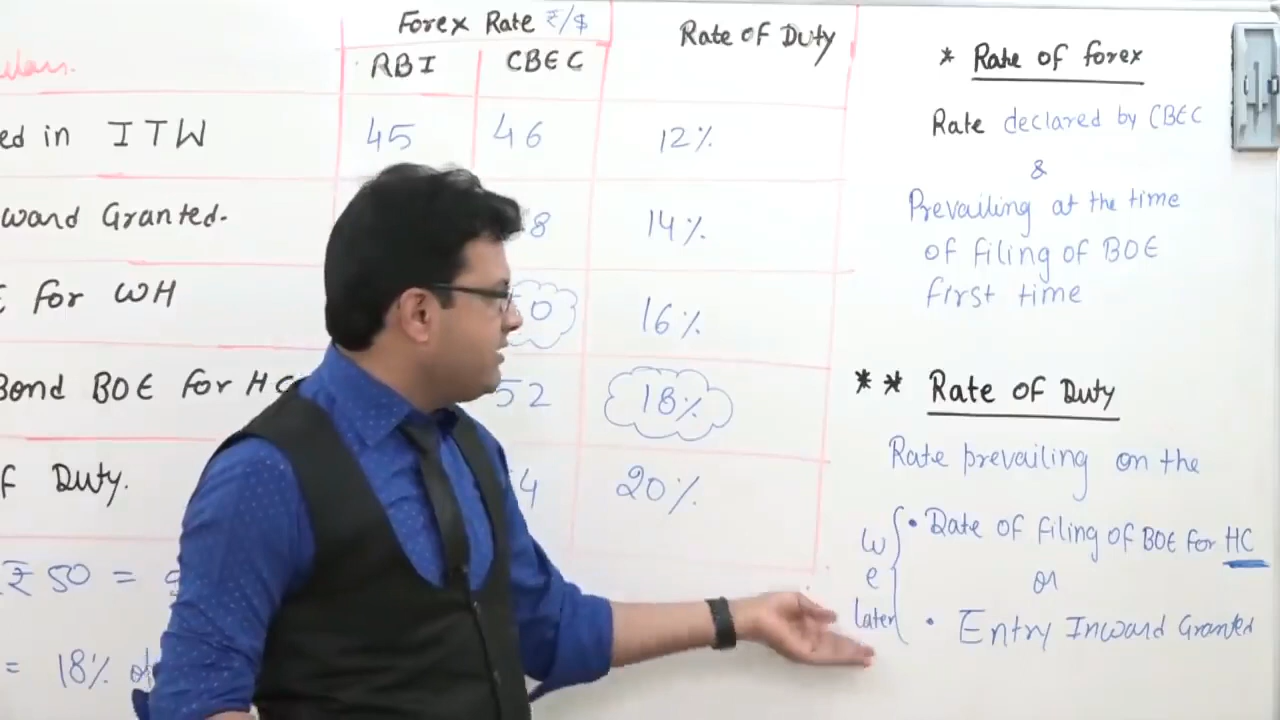 Forex Rate ₹/$
Rate of Duty
RBI CBEC
ed in ITW 45 46 12%
ward Granted. 8 14%
E for WH 0 16%
Bond BOE for HC 52 18%
f Duty. 4 20%
₹50 =
= 18% of
* Rate of forex
Rate declared by CBEC
&
Prevailing at the time
of filing of BOE
first time
** Rate of Duty
Rate prevailing on the
w e later
• Date of filing of BOE for HC
or
• Entry Inward Granted